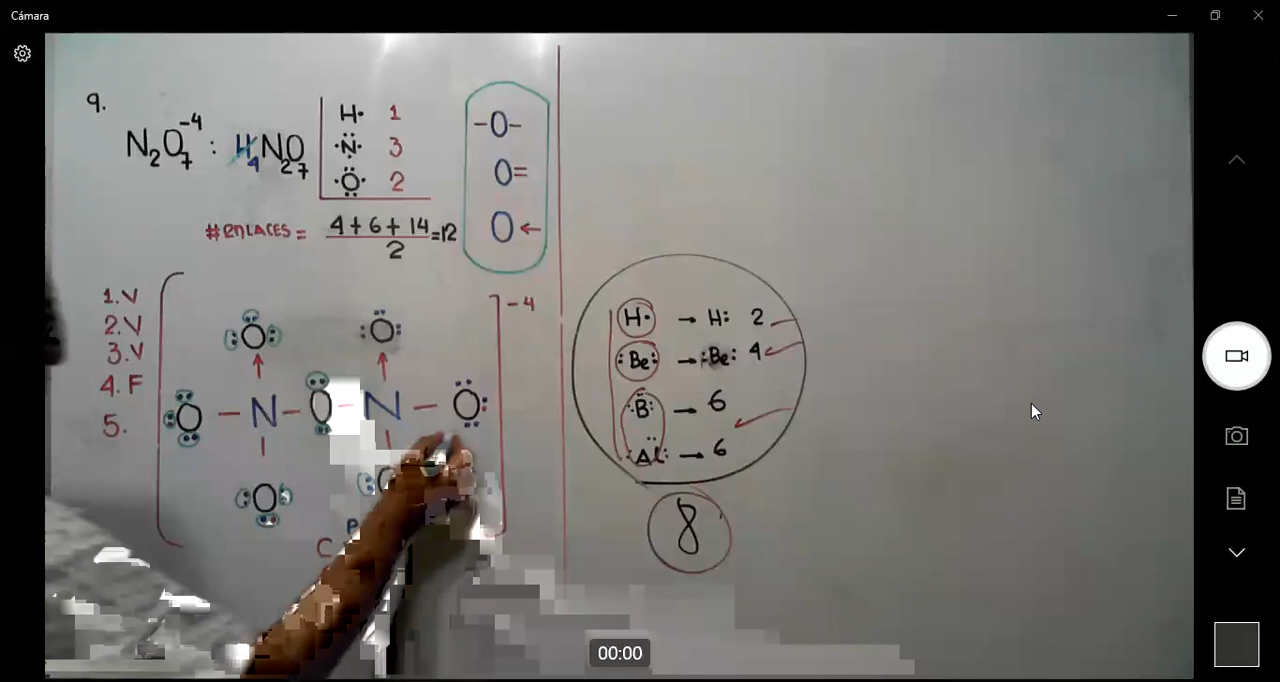 Cámara
9.
N₂O₇⁻⁴ : H₄N₂O₇
H· 1
·N· 3
·O· 2
-O-
O=
O←
#ENLACES = 4+6+14/2 =12
1. V
2. V
3. V
4. F
5.
-4
O O
O - N - O - N - O
O O
C
H· → H: 2
:Be: → :Be: 4
B: → 6
·Al: → 6
8
00:00